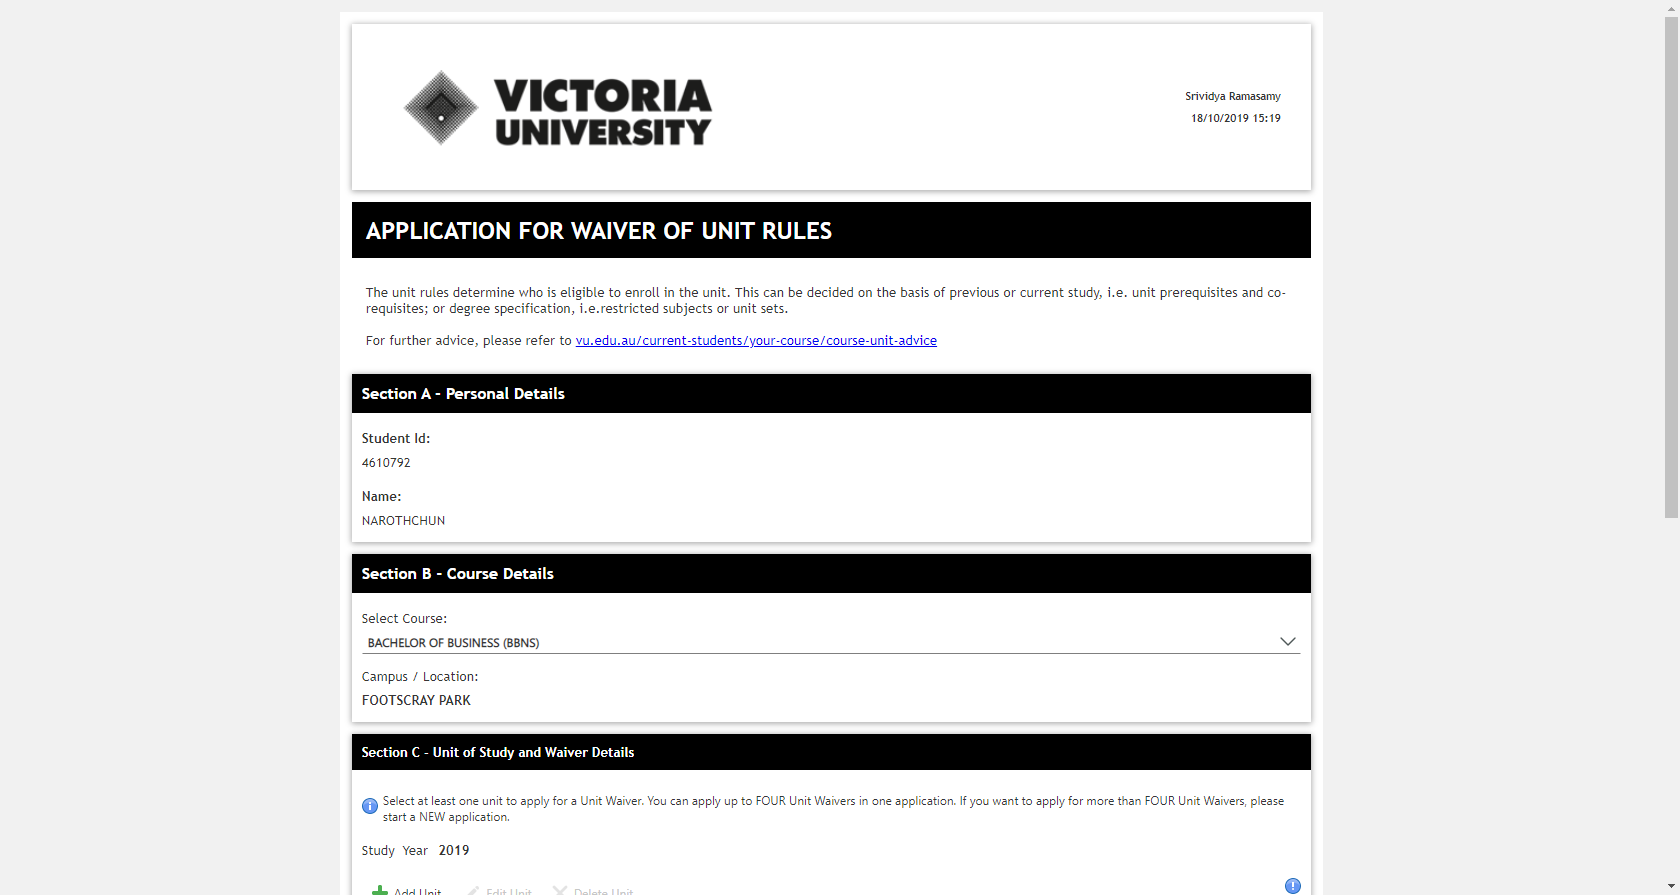 VICTORIA
UNIVERSITY
Srividya Ramasamy
18/10/2019 15:19
APPLICATION FOR WAIVER OF UNIT RULES
The unit rules determine who is eligible to enroll in the unit. This can be decided on the basis of previous or current study, i.e. unit prerequisites and co-
requisites; or degree specification, i.e.restricted subjects or unit sets.
For further advice, please refer to vu.edu.au/current-students/your-course/course-unit-advice
Section A - Personal Details
Student Id:
4610792
Name:
NAROTHCHUN
Section B - Course Details
Select Course:
BACHELOR OF BUSINESS (BBNS)
Campus / Location:
FOOTSCRAY PARK
Section C - Unit of Study and Waiver Details
Select at least one unit to apply for a Unit Waiver. You can apply up to FOUR Unit Waivers in one application. If you want to apply for more than FOUR Unit Waivers, please
start a NEW application.
Study Year 2019
Add Unit Edit Unit Delete Unit